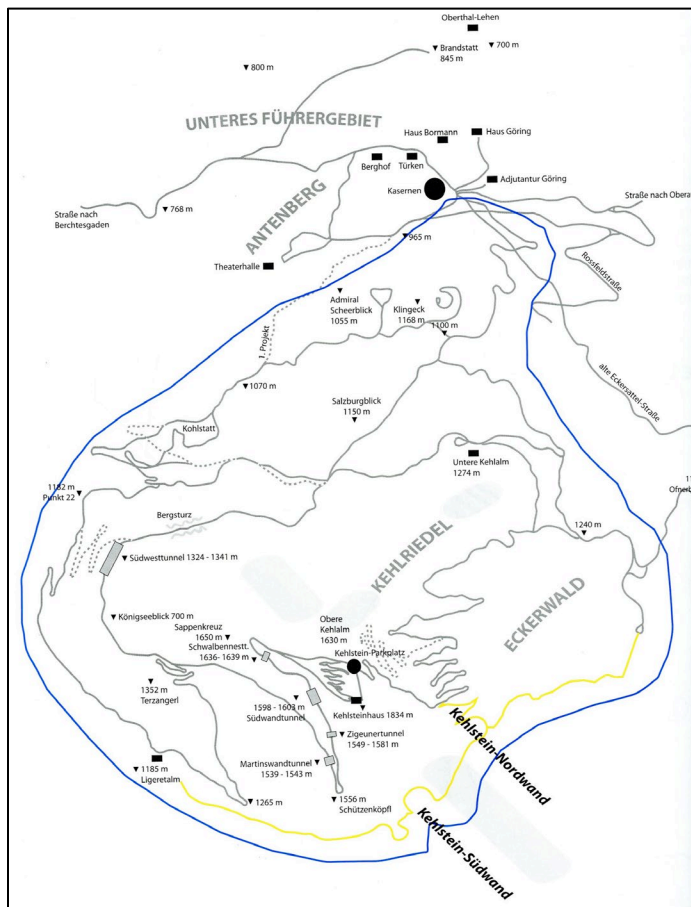 Oberthal-Lehen
Brandstatt
845 m
700 m
800 m
UNTERES FÜHRERGEBIET
Haus Bormann
Haus Göring
Berghof
Türken
Adjutantur Göring
Kasernen
Straße nach
Berchtesgaden
768 m
ANTENBERG
Straße nach Obera
965 m
Theaterhalle
Rossfeldstraße
Admiral
Scheerblick
1055 m
Klingeck
1168 m
1100 m
1. Projekt
alte Eckersattel-Straße
1070 m
Salzburgblick
1150 m
Kohlstatt
Untere Kehlalm
1274 m
1182 m
Punkt 22
11
Ofnerb
Bergsturz
1240 m
Südwesttunnel 1324 - 1341 m
KEHLRIEDEL
ECKERWALD
Königseeblick 700 m
Sappenkreuz
1650 m
Schwalbennestt.
1636- 1639 m
Obere
Kehlalm
1630 m
Kehlstein-Parkplatz
1352 m
Terzangerl
1598 - 1603 m
Südwandtunnel
Kehlsteinhaus 1834 m
Zigeunertunnel
1549 - 1581 m
Kehlstein-Nordwand
Martinswandtunnel
1539 - 1543 m
1185 m
Ligeretalm
1265 m
1556 m
Schützenköpfl
Kehlstein-Südwand